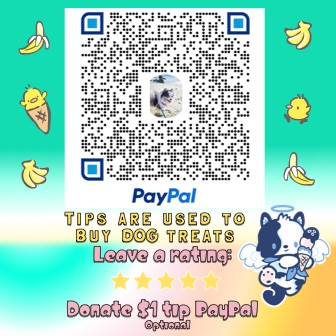 PayPal
TIPS ARE USED TO
BUY DOG TREATS
Leave a rating:
Donate $1 tip PayPal
Optional